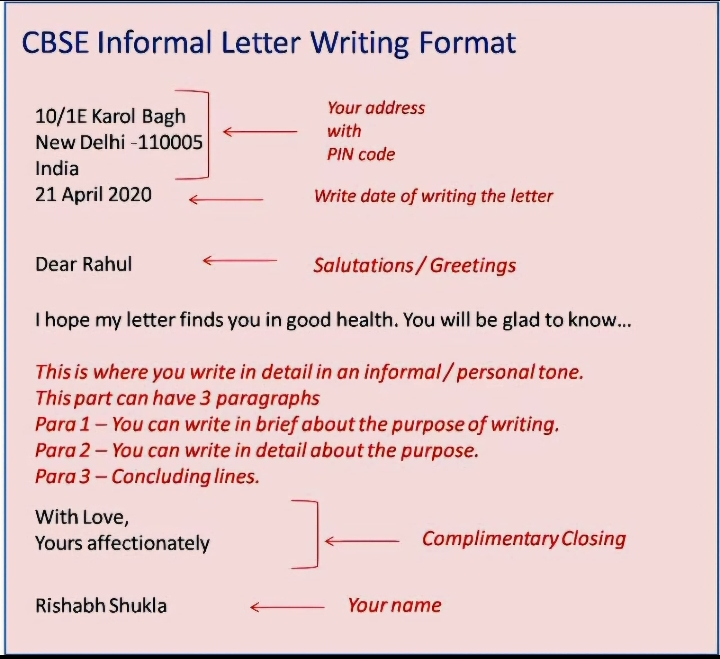 CBSE Informal Letter Writing Format
10/1E Karol Bagh
New Delhi -110005
India
Your address
with
PIN code
21 April 2020
Write date of writing the letter
Dear Rahul
Salutations / Greetings
I hope my letter finds you in good health. You will be glad to know...
This is where you write in detail in an informal / personal tone.
This part can have 3 paragraphs
Para 1 – You can write in brief about the purpose of writing.
Para 2 – You can write in detail about the purpose.
Para 3 – Concluding lines.
With Love,
Yours affectionately
Complimentary Closing
Rishabh Shukla
Your name